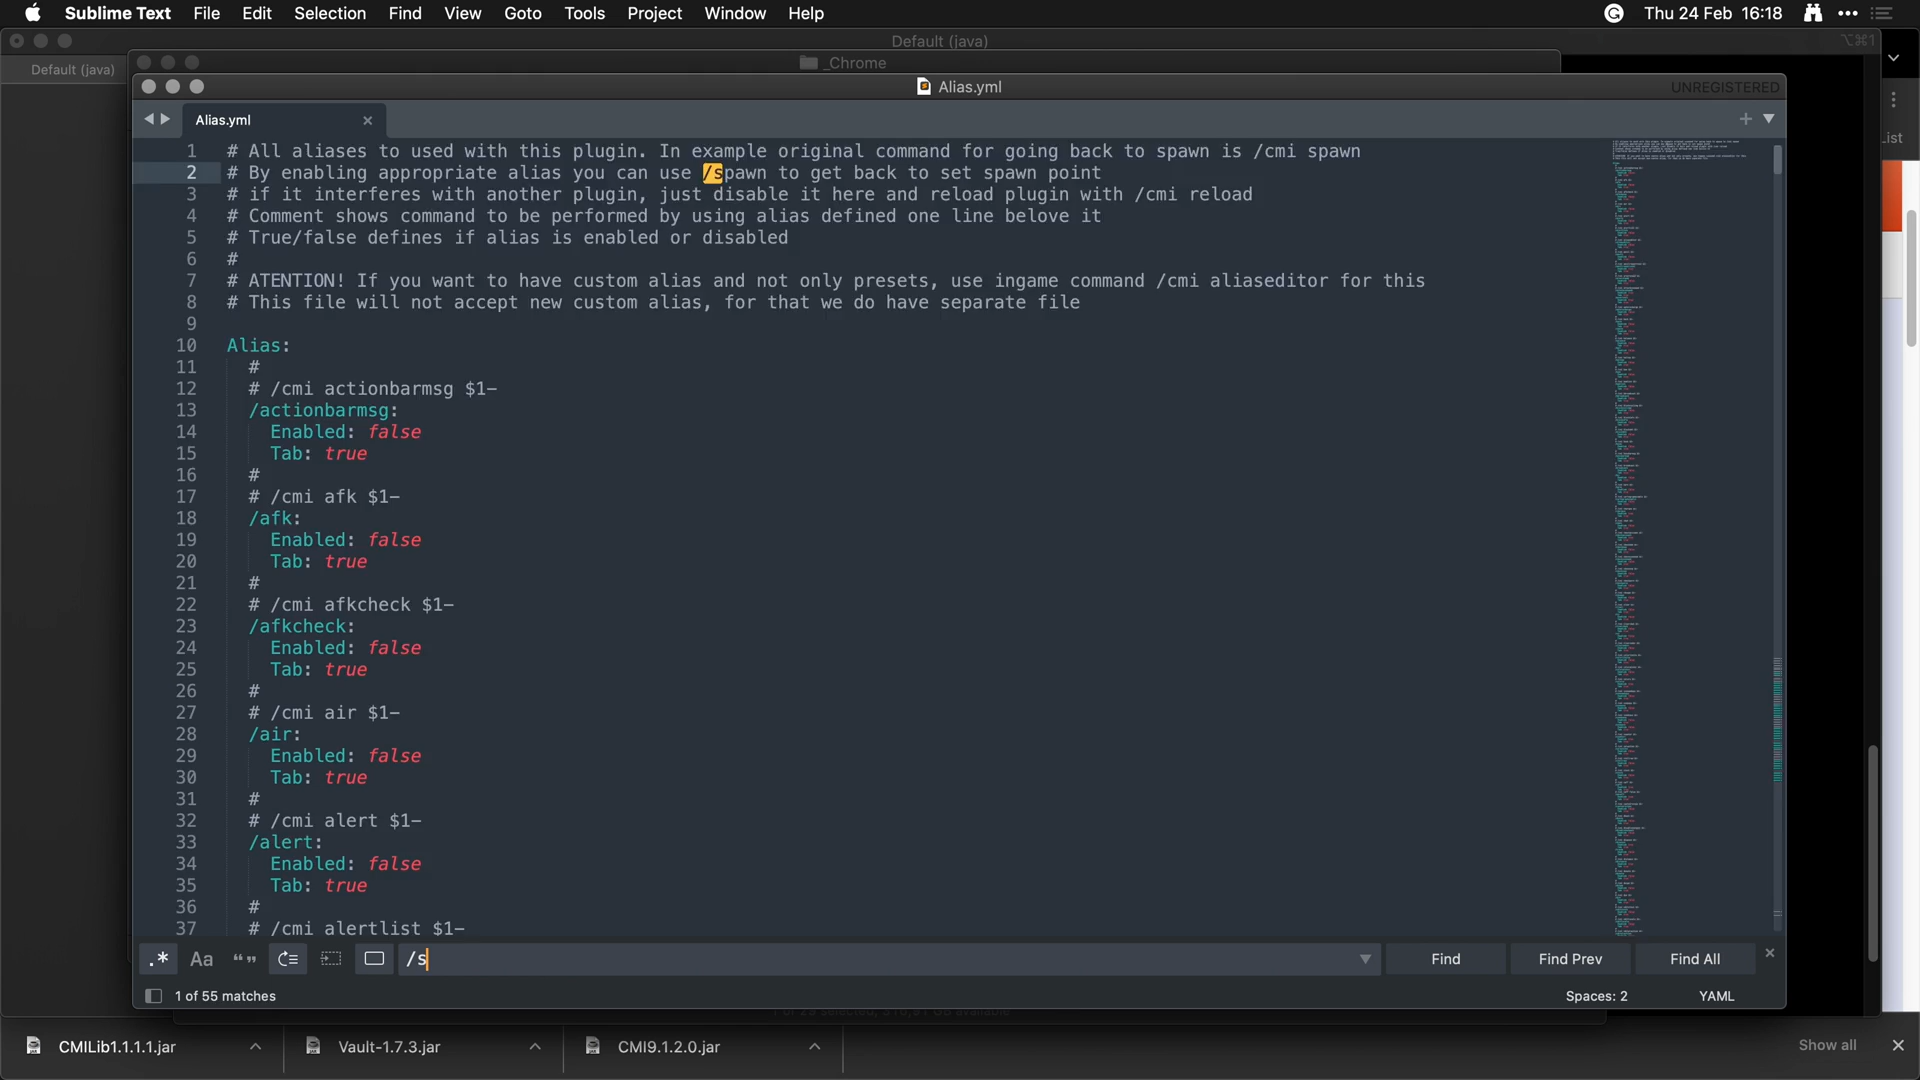 Sublime Text File Edit Selection Find View Goto Tools Project Window Help Thu 24 Feb 16:18
Default (java) ⌥⌘1
Default (java) _Chrome
Alias.yml UNREGISTERED
Alias.yml
1 # All aliases to used with this plugin. In example original command for going back to spawn is /cmi spawn
2 # By enabling appropriate alias you can use /spawn to get back to set spawn point
3 # if it interferes with another plugin, just disable it here and reload plugin with /cmi reload
4 # Comment shows command to be performed by using alias defined one line belove it
5 # True/false defines if alias is enabled or disabled
6 #
7 # ATENTION! If you want to have custom alias and not only presets, use ingame command /cmi aliaseditor for this
8 # This file will not accept new custom alias, for that we do have separate file
9
10 Alias:
11 #
12 # /cmi actionbarmsg $1-
13 /actionbarmsg:
14 Enabled: false
15 Tab: true
16 #
17 # /cmi afk $1-
18 /afk:
19 Enabled: false
20 Tab: true
21 #
22 # /cmi afkcheck $1-
23 /afkcheck:
24 Enabled: false
25 Tab: true
26 #
27 # /cmi air $1-
28 /air:
29 Enabled: false
30 Tab: true
31 #
32 # /cmi alert $1-
33 /alert:
34 Enabled: false
35 Tab: true
36 #
37 # /cmi alertlist $1-
.* Aa “” /s Find Find Prev Find All
1 of 55 matches Spaces: 2 YAML
CMILib1.1.1.1.jar Vault-1.7.3.jar CMI9.1.2.0.jar Show all